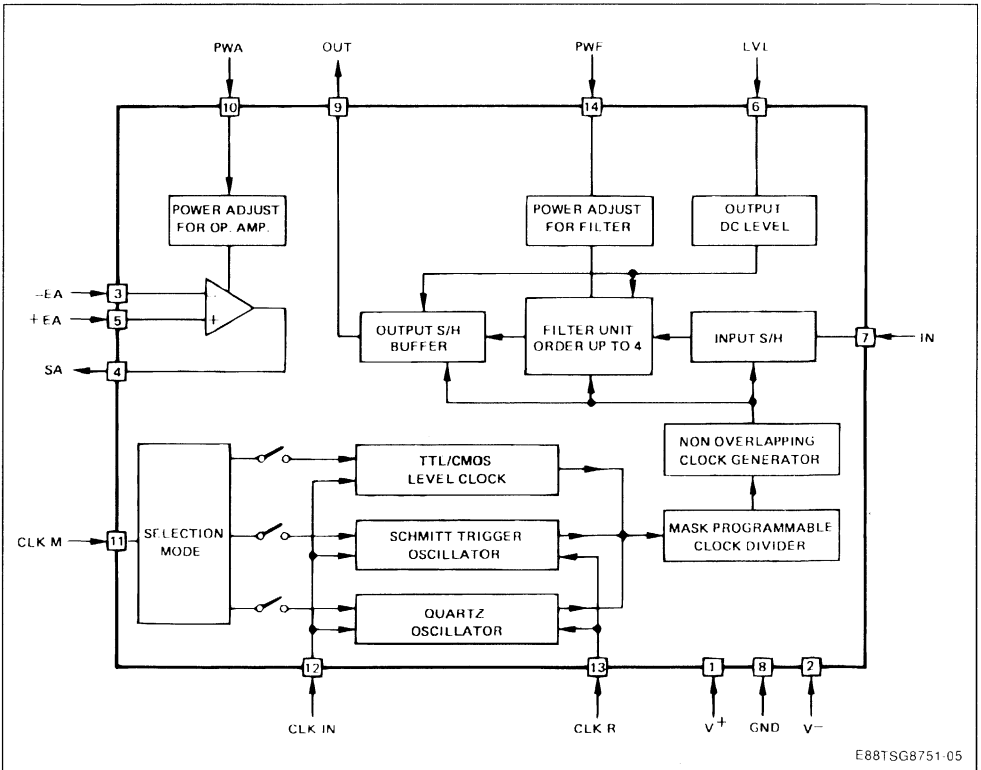 PWA
OUT
PWF
LVL
10
9
14
6
POWER ADJUST
FOR OP. AMP.
POWER ADJUST
FOR FILTER
OUTPUT
DC LEVEL
-EA
3
-
+EA
5
+
OUTPUT S/H
BUFFER
FILTER UNIT
ORDER UP TO 4
INPUT S/H
7
IN
SA
4
NON OVERLAPPING
CLOCK GENERATOR
TTL/CMOS
LEVEL CLOCK
CLK M
11
SELECTION
MODE
SCHMITT TRIGGER
OSCILLATOR
MASK PROGRAMMABLE
CLOCK DIVIDER
QUARTZ
OSCILLATOR
12
13
1
8
2
CLK IN
CLK R
V+
GND
V-
E88TSG8751-05